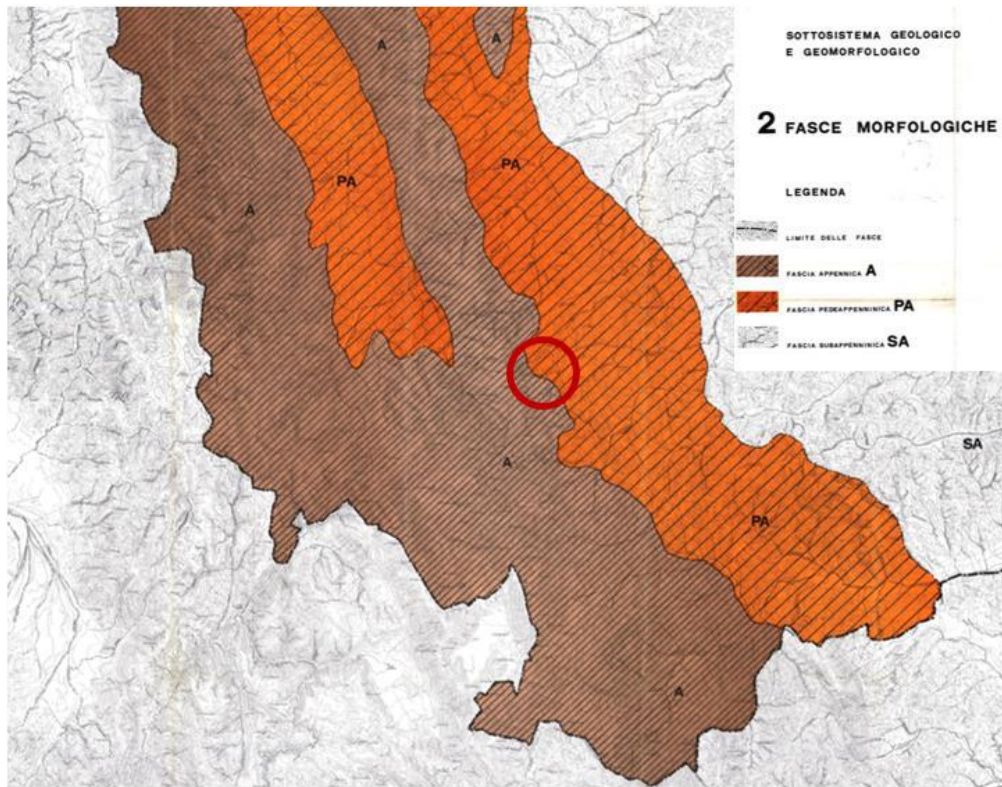 SOTTOSISTEMA GEOLOGICO
E GEOMORFOLOGICO
2 FASCE MORFOLOGICHE
LEGENDA
LIMITE DELLE FASCE
FASCIA APPENNICA A
FASCIA PEDEAPPENNINICA PA
FASCIA SUBAPPENNINICA SA
A
A
PA
PA
A
SA
A
PA
A